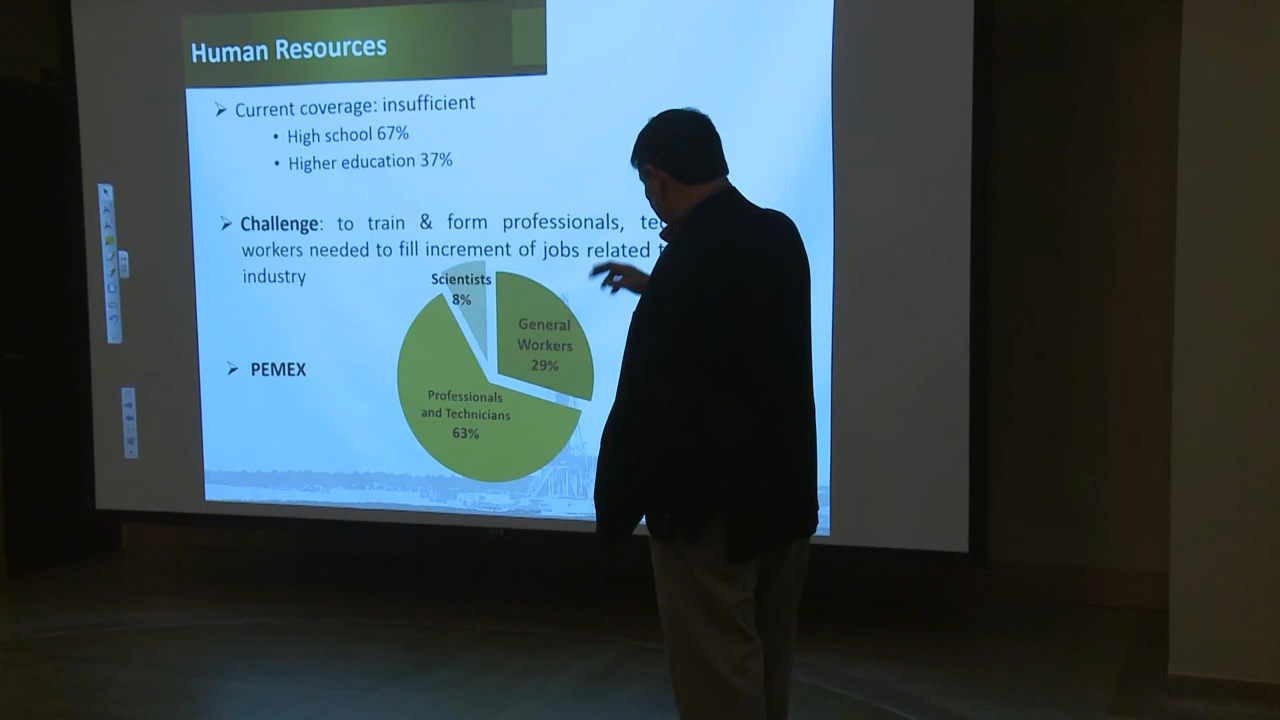 Human Resources
Current coverage: insufficient
High school 67%
Higher education 37%
Challenge: to train & form professionals,
workers needed to fill increment of jobs related
industry
Scientists
8%
General
Workers
29%
PEMEX
Professionals
and Technicians
63%